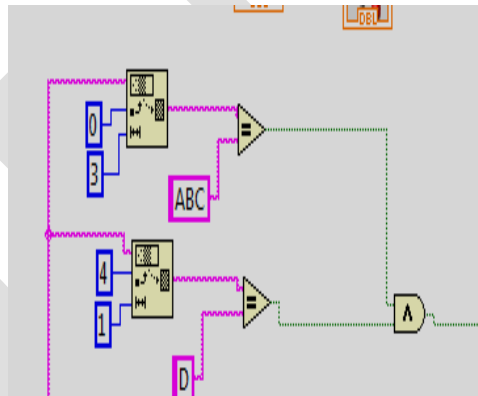 DBL
0
3
=
ABC
4
1
=
D
∧